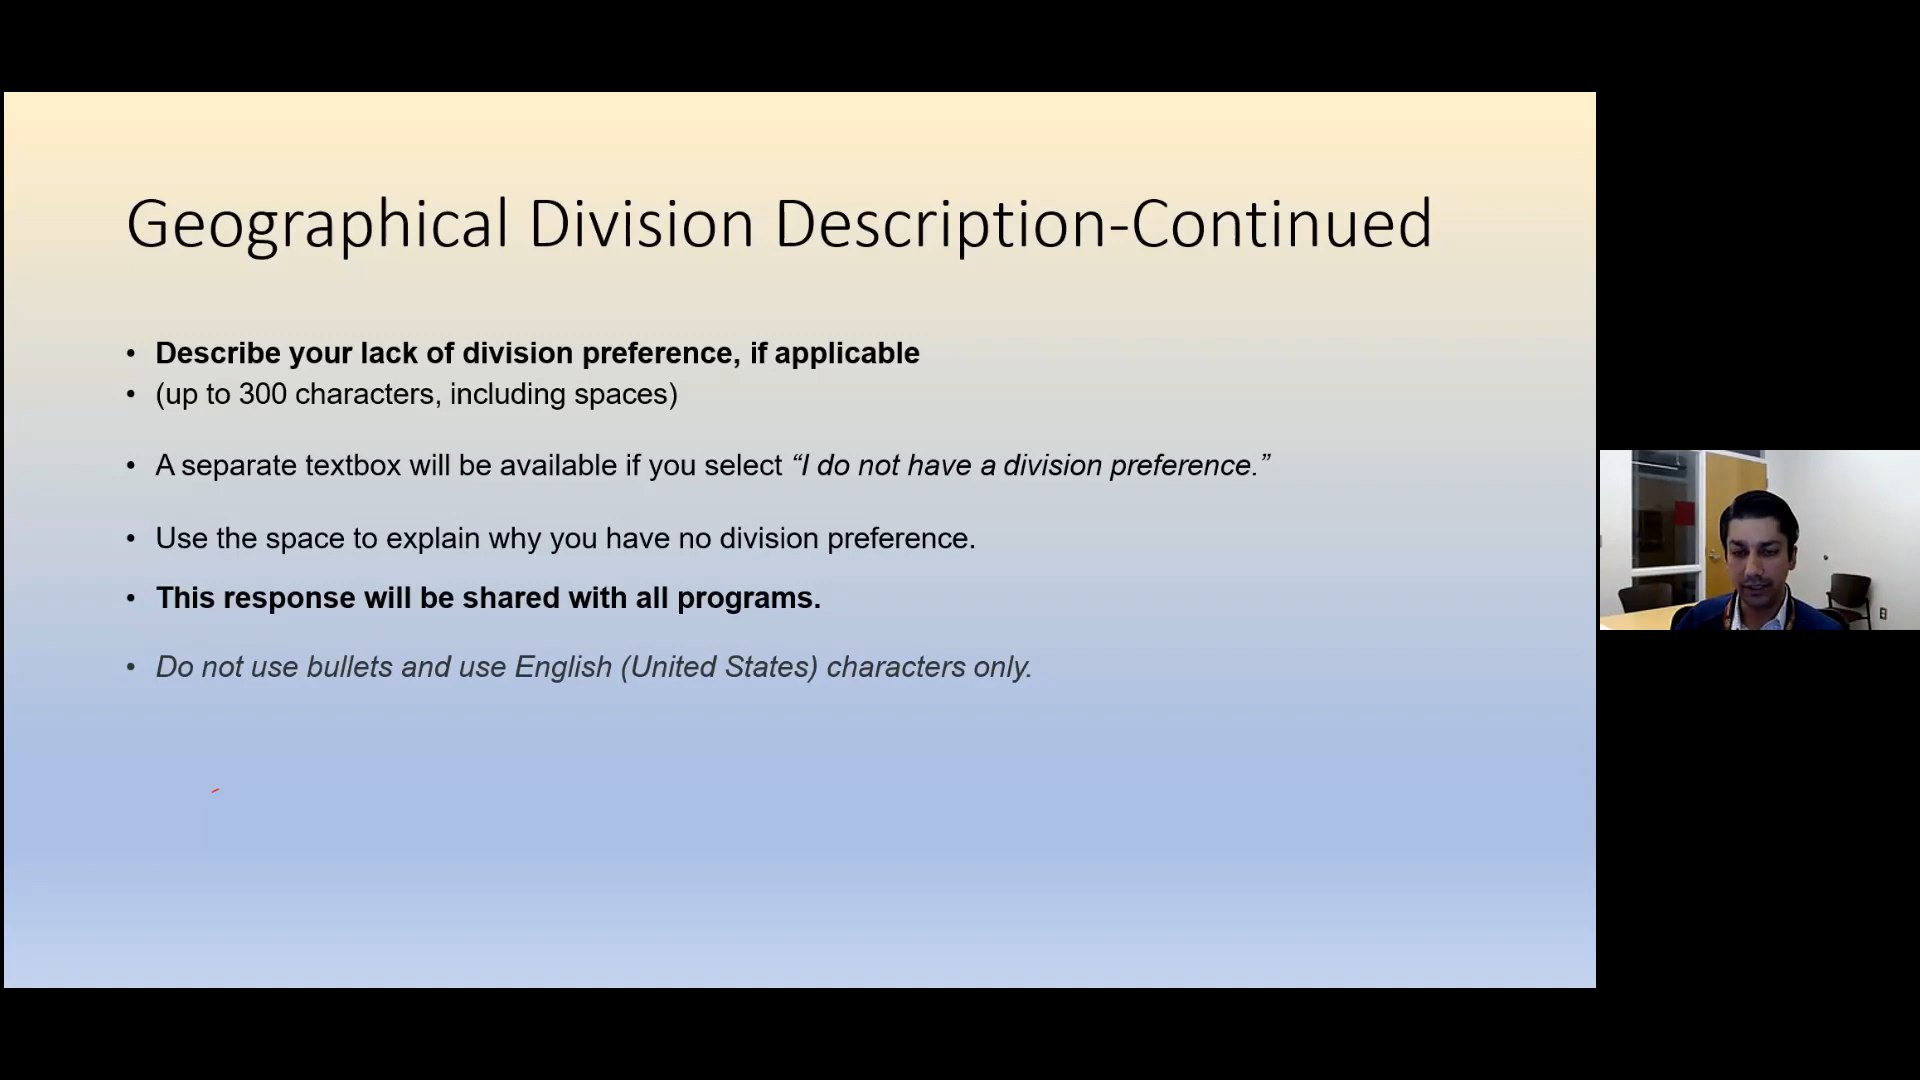 Geographical Division Description-Continued
• Describe your lack of division preference, if applicable
• (up to 300 characters, including spaces)
• A separate textbox will be available if you select “I do not have a division preference.”
• Use the space to explain why you have no division preference.
• This response will be shared with all programs.
• Do not use bullets and use English (United States) characters only.